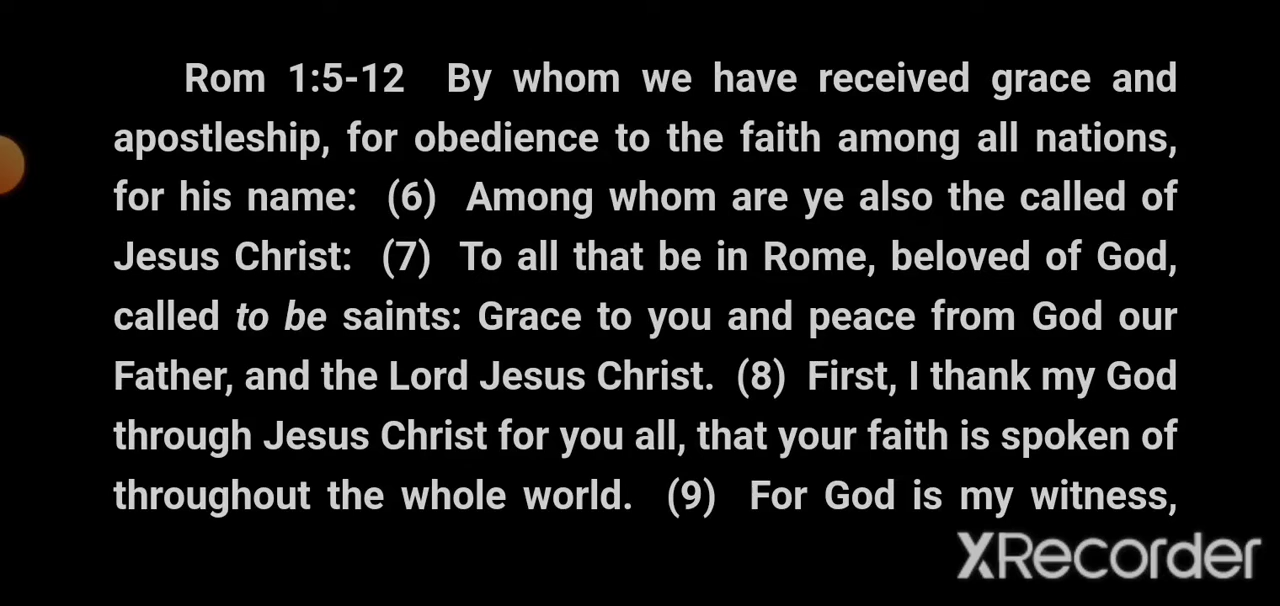 Rom 1:5-12 By whom we have received grace and
apostleship, for obedience to the faith among all nations,
for his name: (6) Among whom are ye also the called of
Jesus Christ: (7) To all that be in Rome, beloved of God,
called to be saints: Grace to you and peace from God our
Father, and the Lord Jesus Christ. (8) First, I thank my God
through Jesus Christ for you all, that your faith is spoken of
throughout the whole world. (9) For God is my witness,
XRecorder